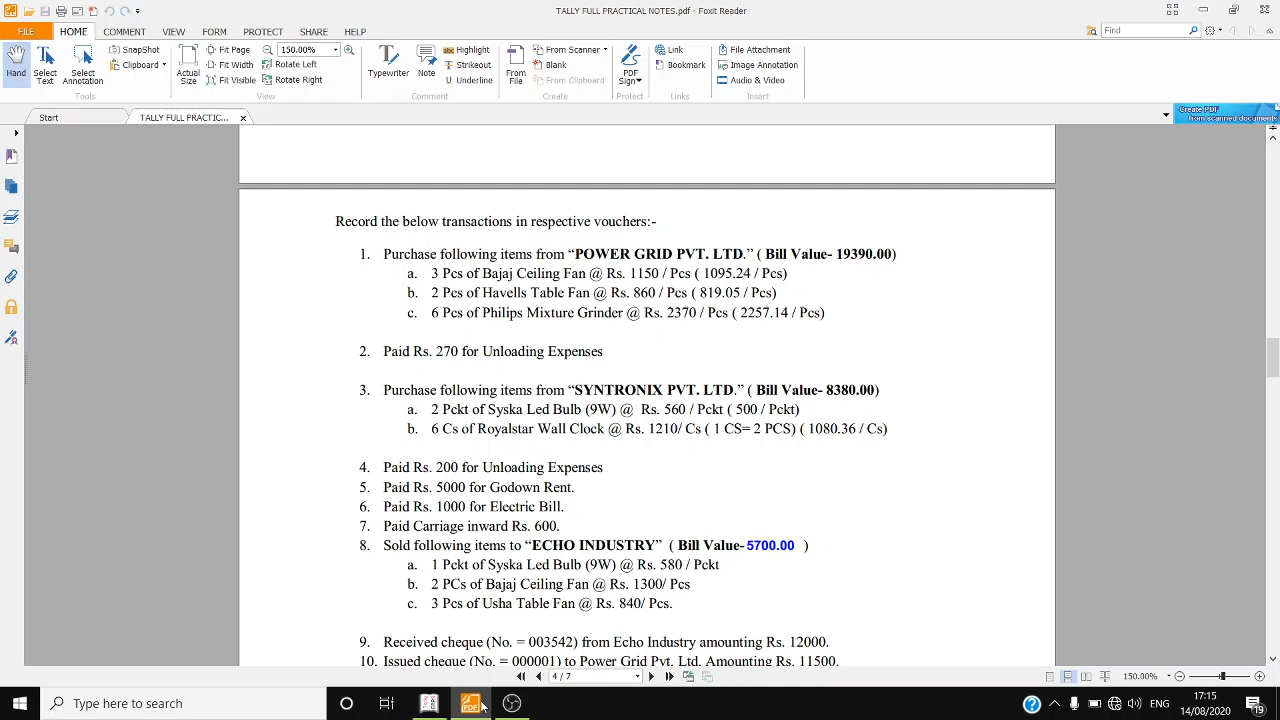 TALLY FULL PRACTICAL NOTES.pdf - Foxit Reader
FILE HOME COMMENT VIEW FORM PROTECT SHARE HELP Find
Hand
Select Text
Select Annotation
SnapShot
Clipboard
Tools
Actual Size
Fit Page
Fit Width
Fit Visible
150.00%
Rotate Left
Rotate Right
View
Typewriter
Note
Highlight
Strikeout
Underline
Comment
From File
From Scanner
Blank
From Clipboard
Create
PDF Sign
Protect
Link
Bookmark
Links
File Attachment
Image Annotation
Audio & Video
Insert
Start
TALLY FULL PRACTIC...
Create PDF
from scanned documents
Record the below transactions in respective vouchers:-
1. Purchase following items from “POWER GRID PVT. LTD.” ( Bill Value- 19390.00)
a. 3 Pcs of Bajaj Ceiling Fan @ Rs. 1150 / Pcs ( 1095.24 / Pcs)
b. 2 Pcs of Havells Table Fan @ Rs. 860 / Pcs ( 819.05 / Pcs)
c. 6 Pcs of Philips Mixture Grinder @ Rs. 2370 / Pcs ( 2257.14 / Pcs)
2. Paid Rs. 270 for Unloading Expenses
3. Purchase following items from “SYNTRONIX PVT. LTD.” ( Bill Value- 8380.00)
a. 2 Pckt of Syska Led Bulb (9W) @ Rs. 560 / Pckt ( 500 / Pckt)
b. 6 Cs of Royalstar Wall Clock @ Rs. 1210/ Cs ( 1 CS= 2 PCS) ( 1080.36 / Cs)
4. Paid Rs. 200 for Unloading Expenses
5. Paid Rs. 5000 for Godown Rent.
6. Paid Rs. 1000 for Electric Bill.
7. Paid Carriage inward Rs. 600.
8. Sold following items to “ECHO INDUSTRY” ( Bill Value- 5700.00 )
a. 1 Pckt of Syska Led Bulb (9W) @ Rs. 580 / Pckt
b. 2 PCs of Bajaj Ceiling Fan @ Rs. 1300/ Pcs
c. 3 Pcs of Usha Table Fan @ Rs. 840/ Pcs.
9. Received cheque (No. = 003542) from Echo Industry amounting Rs. 12000.
10. Issued cheque (No. = 000001) to Power Grid Pvt. Ltd. Amounting Rs. 11500.
4 / 7
150.00%
Type here to search
ENG
17:15
14/08/2020
19